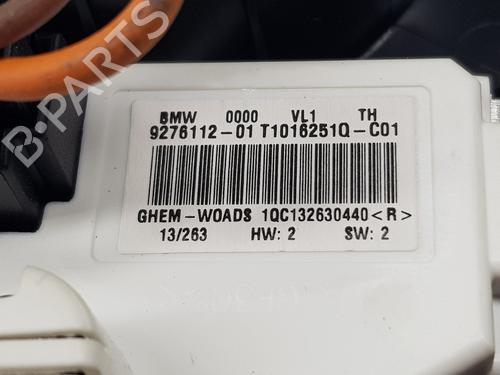 BMW 0000 VL1 TH
9276112-01 T1016251Q-C01
GHEM-WOADS 1QC132630440<R>
13/263 HW: 2 SW: 2
B-PARTS